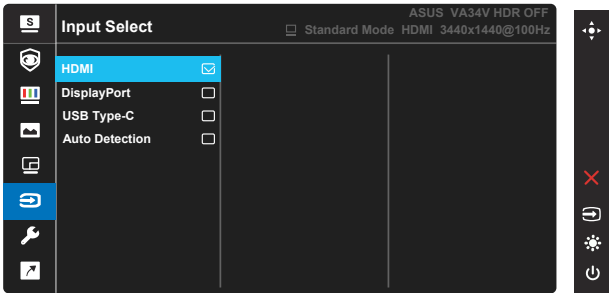 S
Input Select
ASUS VA34V HDR OFF
Standard Mode HDMI 3440x1440@100Hz
HDMI
DisplayPort
USB Type-C
Auto Detection